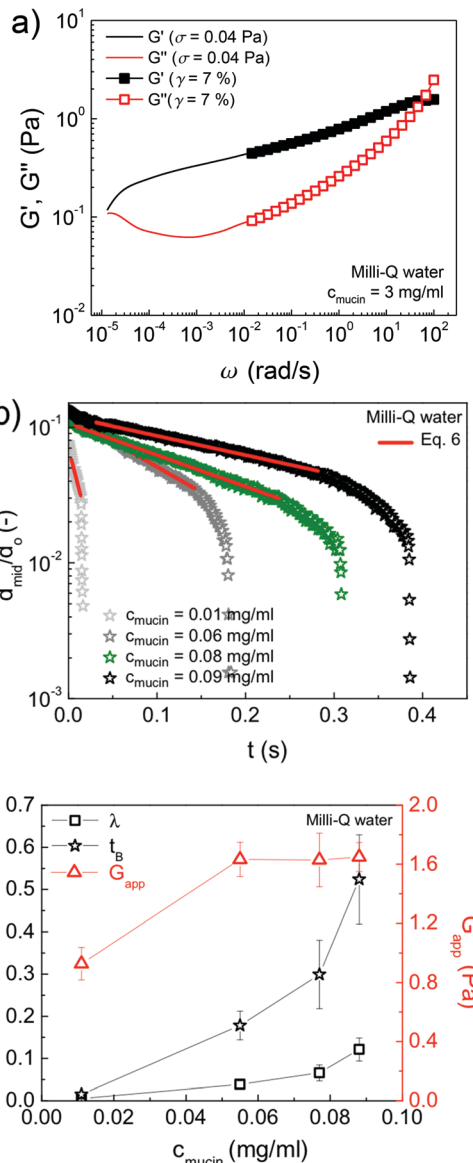 a)
G' (σ = 0.04 Pa)
G'' (σ = 0.04 Pa)
G' (γ = 7 %)
G''(γ = 7 %)
10¹
10⁰
10⁻¹
10⁻²
G', G'' (Pa)
Milli-Q water
c_mucin = 3 mg/ml
10⁻⁵ 10⁻⁴ 10⁻³ 10⁻² 10⁻¹ 10⁰ 10¹ 10²
ω (rad/s)
b)
Milli-Q water
Eq. 6
10⁻¹
10⁻²
10⁻³
d_mid/d_o (-)
c_mucin = 0.01 mg/ml
c_mucin = 0.06 mg/ml
c_mucin = 0.08 mg/ml
c_mucin = 0.09 mg/ml
0.0 0.1 0.2 0.3 0.4
t (s)
λ
t_B
G_app
Milli-Q water
0.7
0.6
0.5
0.4
0.3
0.2
0.1
0.0
2.0
1.6
1.2
0.8
0.4
0.0
G_app (Pa)
0.00 0.02 0.04 0.06 0.08 0.10
c_mucin (mg/ml)